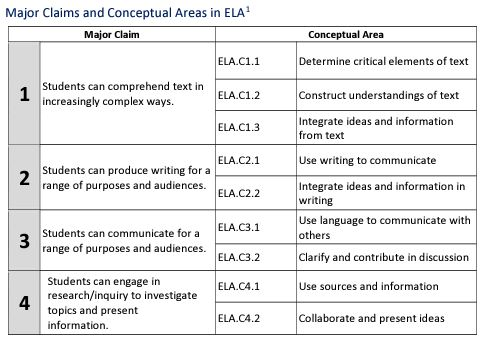 Major Claims and Conceptual Areas in ELA1
Major Claim
Conceptual Area
1
Students can comprehend text in
increasingly complex ways.
ELA.C1.1
Determine critical elements of text
ELA.C1.2
Construct understandings of text
ELA.C1.3
Integrate ideas and information
from text
2
Students can produce writing for a
range of purposes and audiences.
ELA.C2.1
Use writing to communicate
ELA.C2.2
Integrate ideas and information in
writing
3
Students can communicate for a
range of purposes and audiences.
ELA.C3.1
Use language to communicate with
others
ELA.C3.2
Clarify and contribute in discussion
4
Students can engage in
research/inquiry to investigate
topics and present
information.
ELA.C4.1
Use sources and information
ELA.C4.2
Collaborate and present ideas